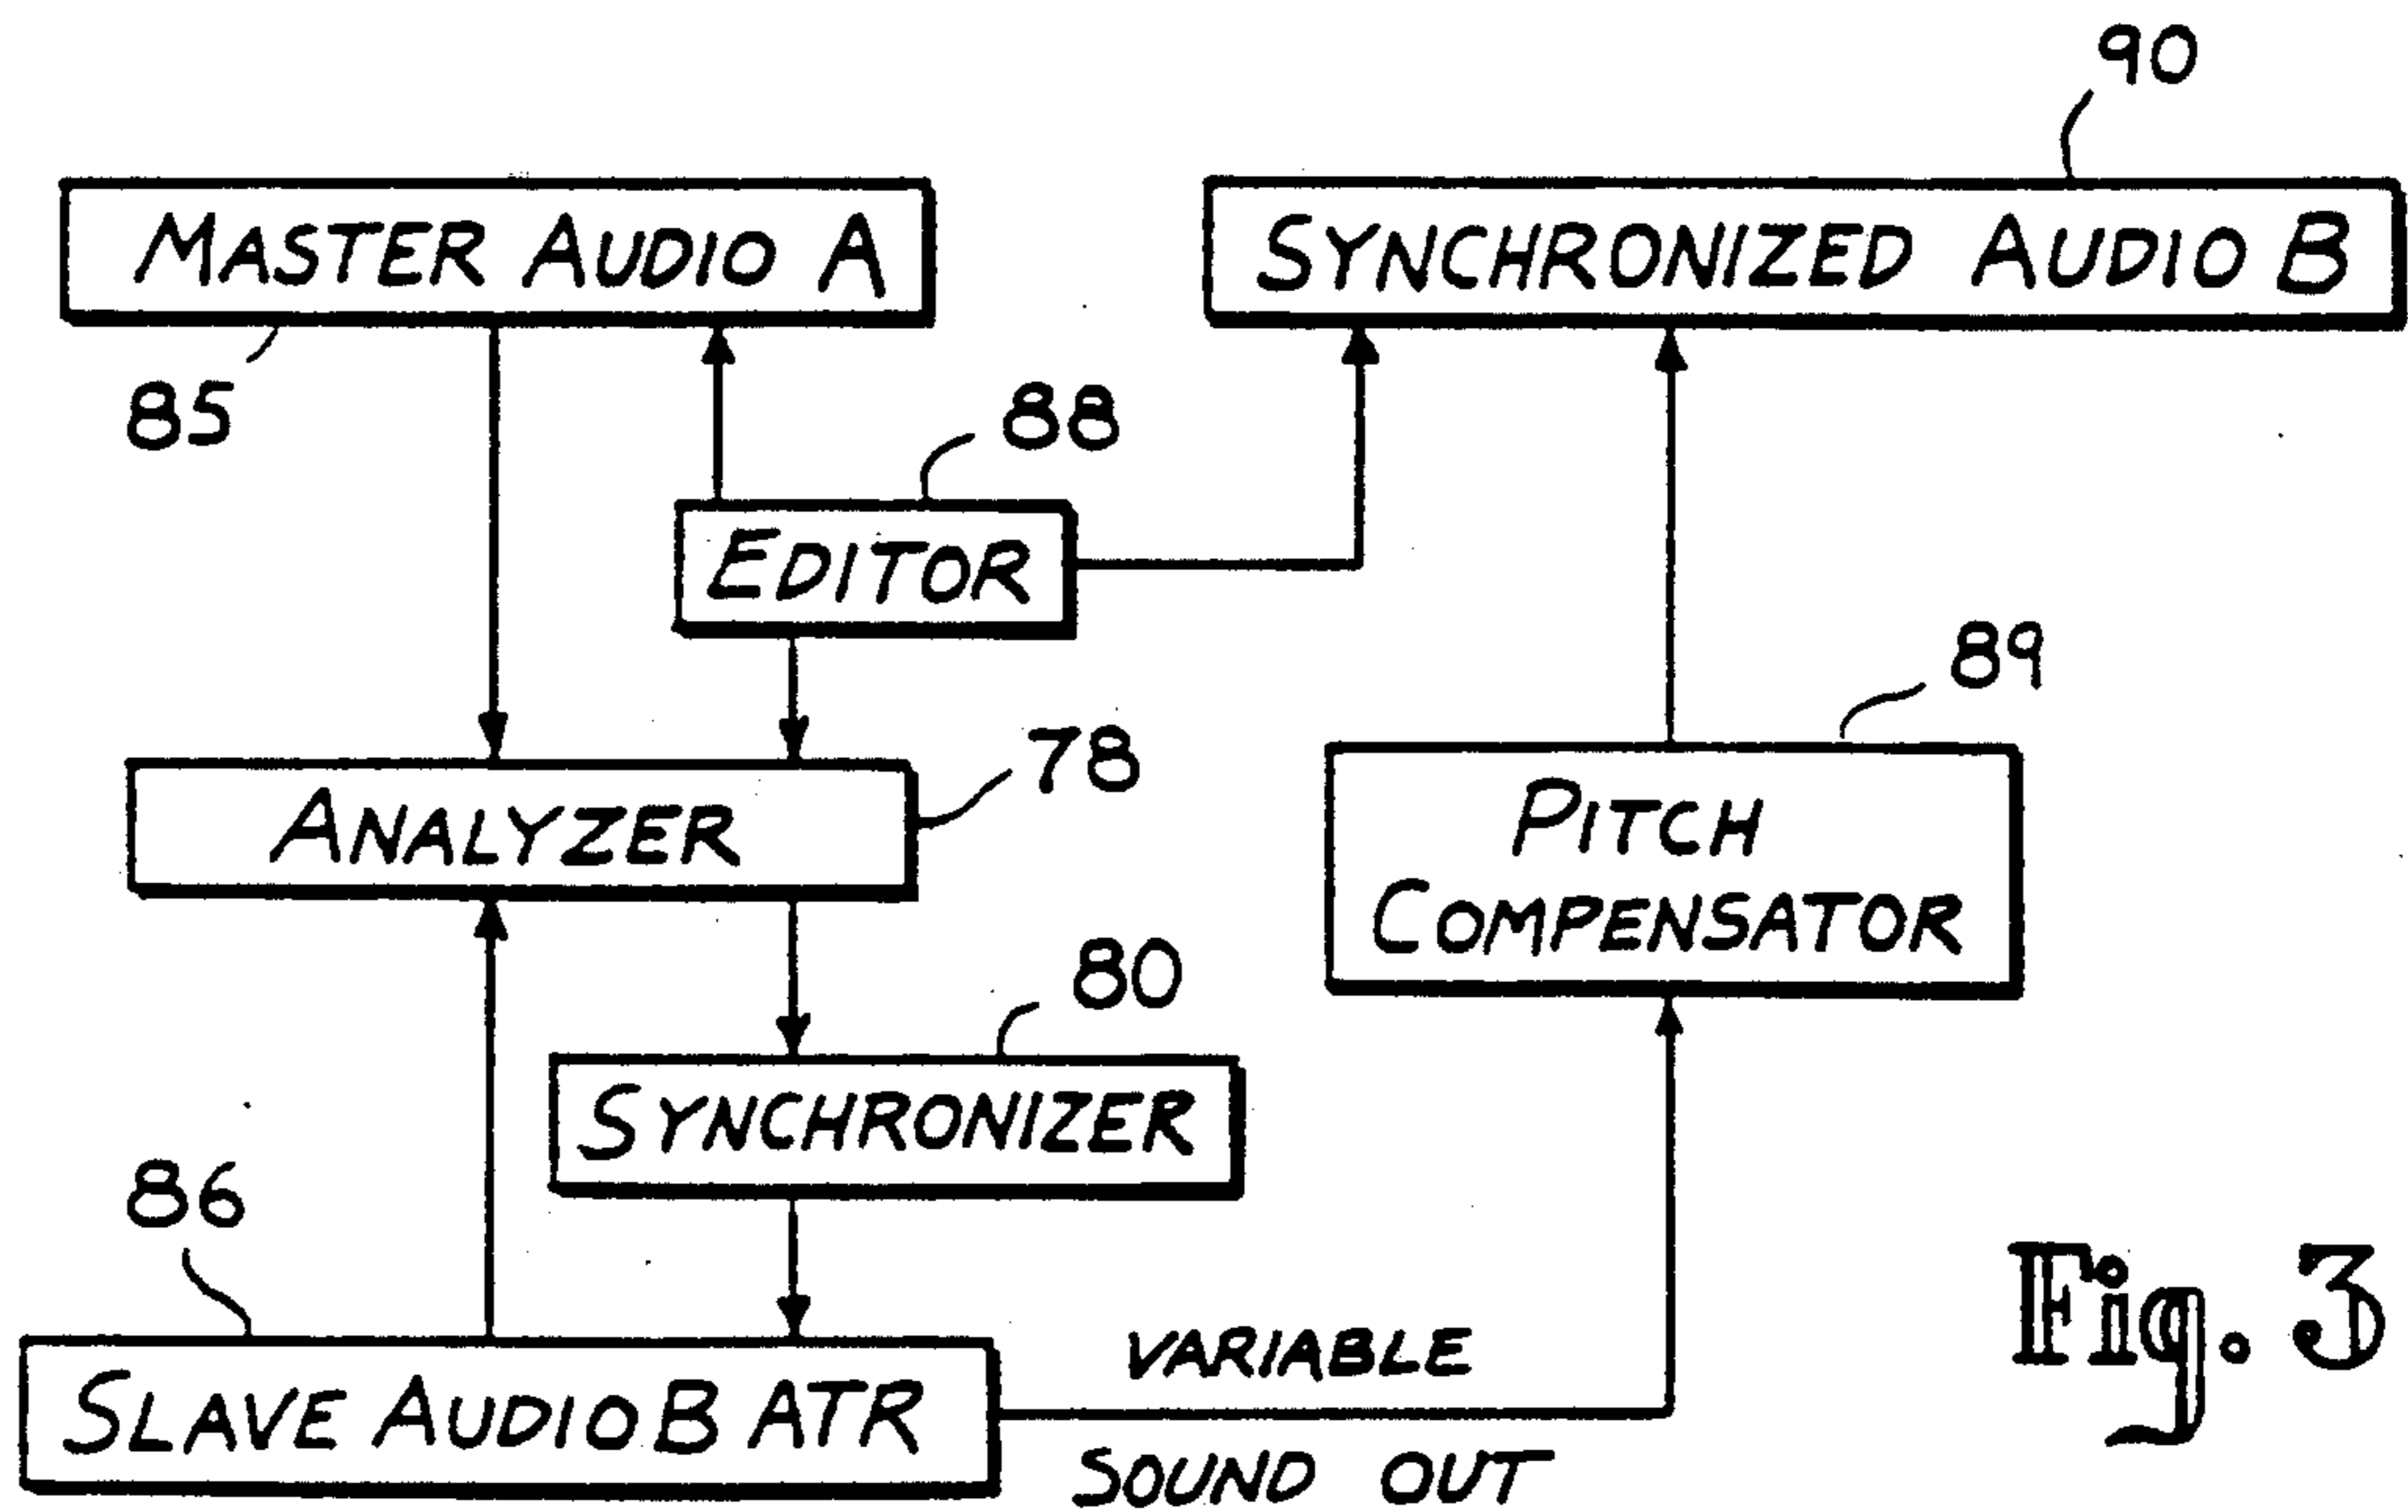 90
MASTER AUDIO A
SYNCHRONIZED AUDIO B
85
88
EDITOR
89
78
ANALYZER
PITCH
COMPENSATOR
80
SYNCHRONIZER
86
VARIABLE
SLAVE AUDIO B ATR
SOUND OUT
Fig. 3